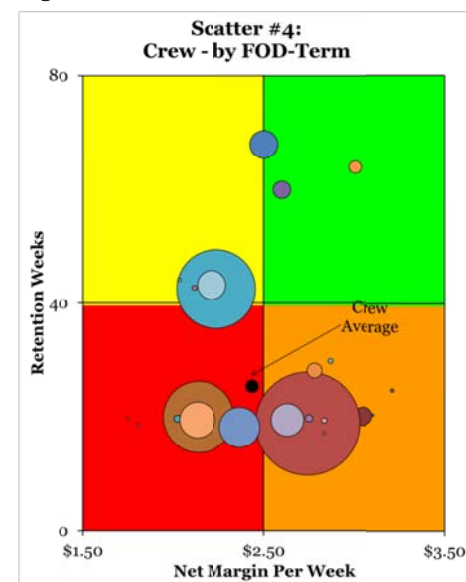 Scatter #4:
Crew - by FOD-Term
80
Retention Weeks
40
Crew
Average
0
$1.50
$2.50
$3.50
Net Margin Per Week